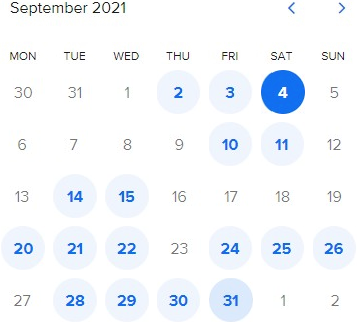 September 2021
MON TUE WED THU FRI SAT SUN
30 31 1 2 3 4 5
6 7 8 9 10 11 12
13 14 15 16 17 18 19
20 21 22 23 24 25 26
27 28 29 30 31 1 2